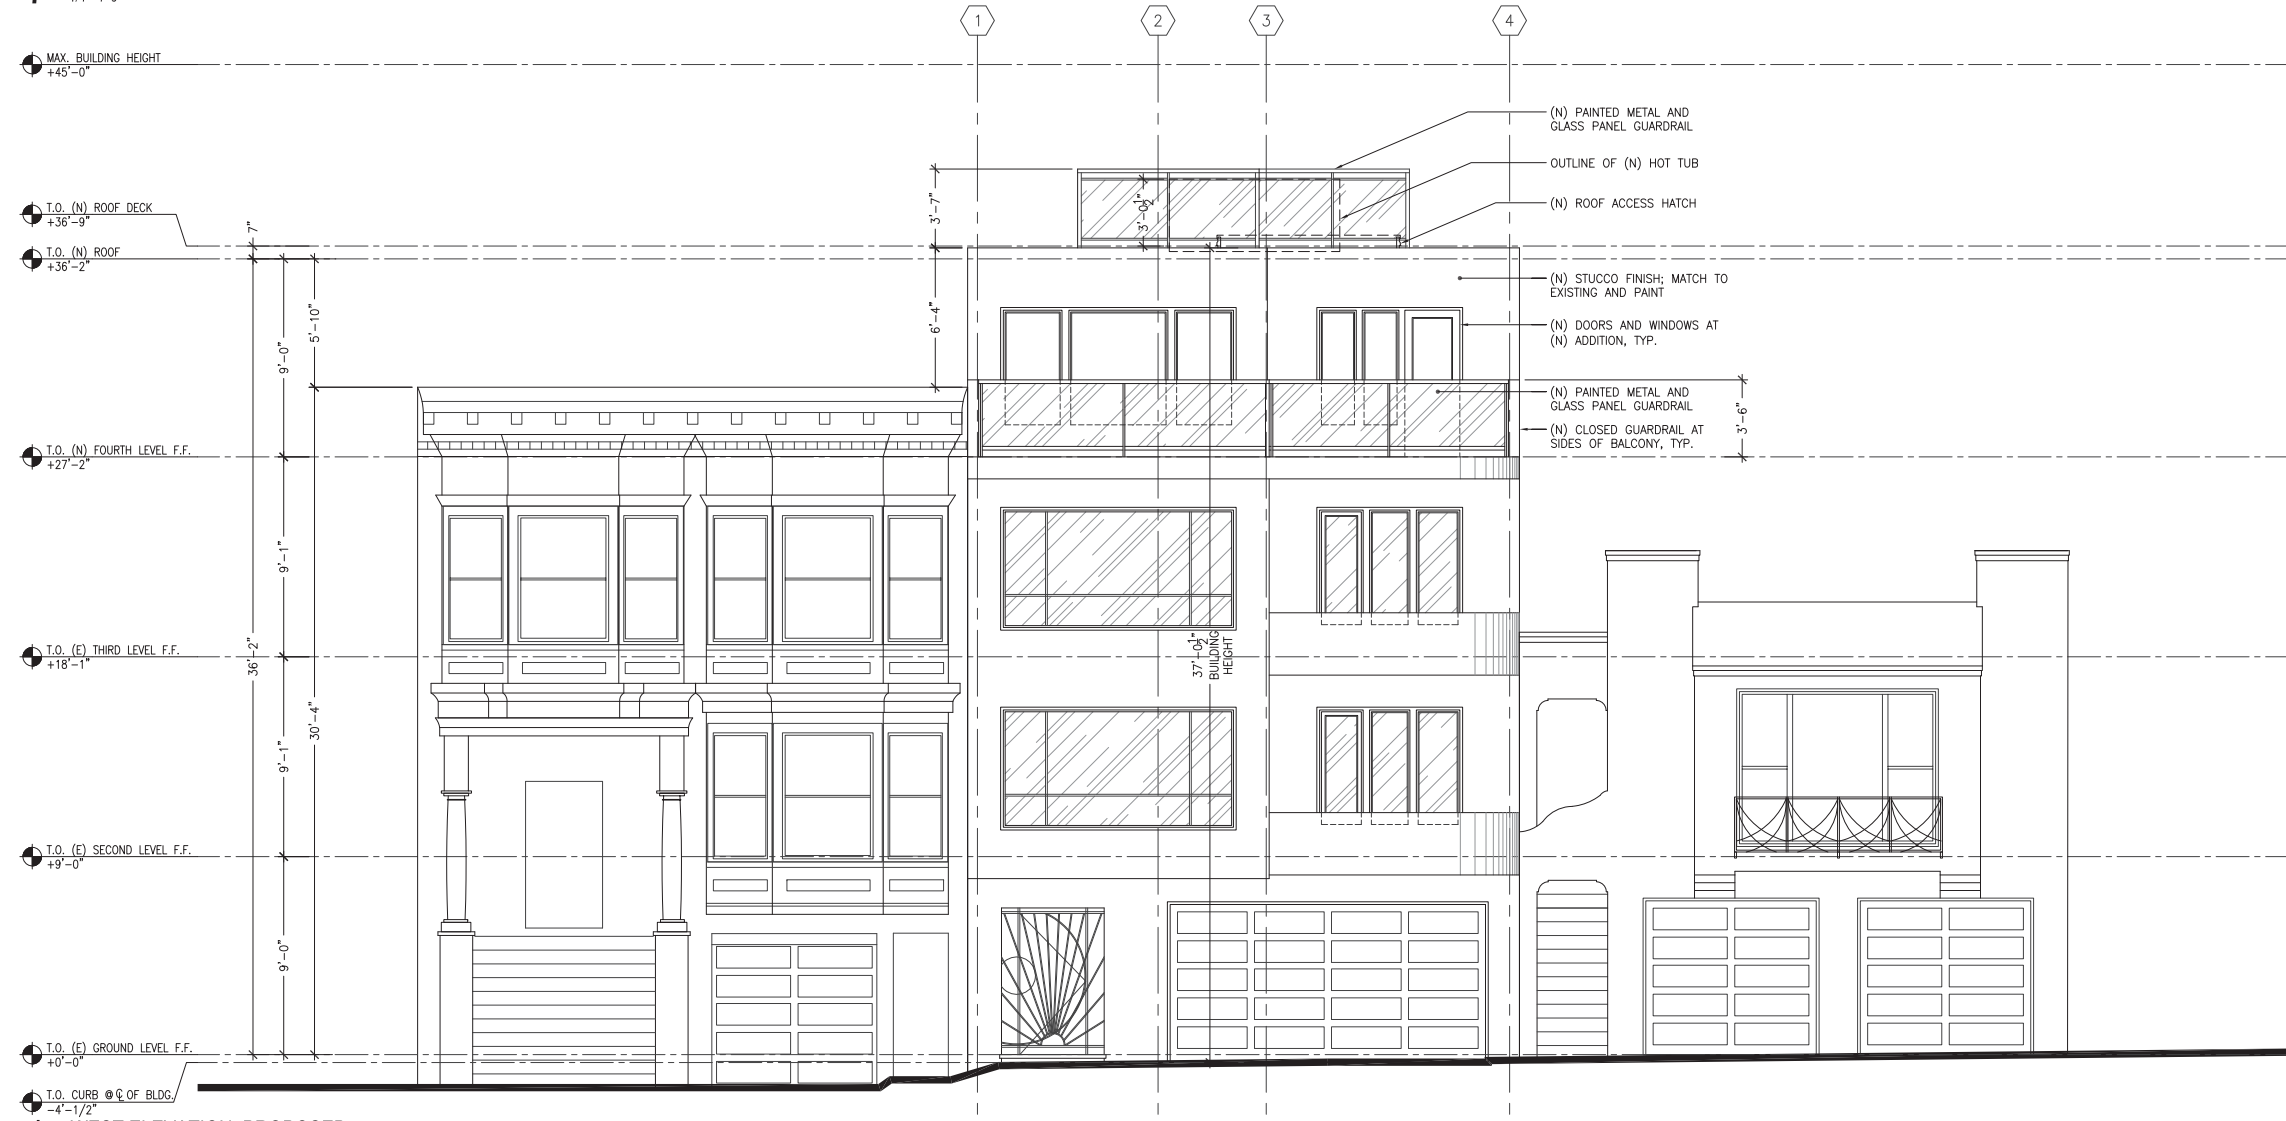 1
2
3
4
MAX. BUILDING HEIGHT
+45'-0"
(N) PAINTED METAL AND
GLASS PANEL GUARDRAIL
OUTLINE OF (N) HOT TUB
(N) ROOF ACCESS HATCH
T.O. (N) ROOF DECK
+36'-9"
7"
3'-7"
3'-0 1/2"
T.O. (N) ROOF
+36'-2"
(N) STUCCO FINISH; MATCH TO
EXISTING AND PAINT
(N) DOORS AND WINDOWS AT
(N) ADDITION, TYP.
5'-10"
9'-0"
6'-4"
(N) PAINTED METAL AND
GLASS PANEL GUARDRAIL
(N) CLOSED GUARDRAIL AT
SIDES OF BALCONY, TYP.
3'-6"
T.O. (N) FOURTH LEVEL F.F.
+27'-2"
9'-1"
T.O. (E) THIRD LEVEL F.F.
+18'-1"
36'-2"
37'-0 1/2"
BUILDING
HEIGHT
30'-4"
9'-1"
T.O. (E) SECOND LEVEL F.F.
+9'-0"
9'-0"
T.O. (E) GROUND LEVEL F.F.
+0'-0"
T.O. CURB @ ℄ OF BLDG.
-4'-1/2"